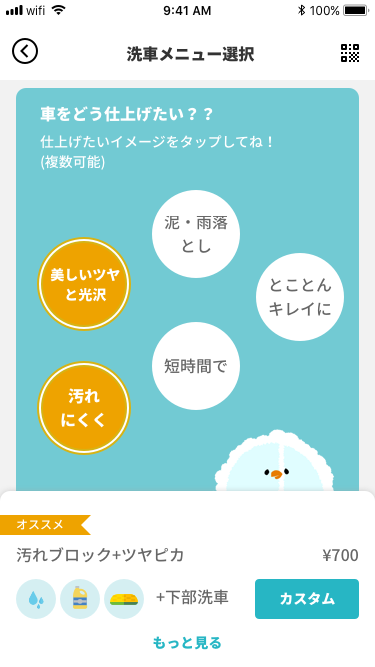 wifi 9:41 AM 100%
洗車メニュー選択
車をどう仕上げたい？？
仕上げたいイメージをタップしてね！
(複数可能)
泥・雨落
とし
美しいツヤ
と光沢
とことん
キレイに
短時間で
汚れ
にくく
オススメ
汚れブロック+ツヤピカ ¥700
+下部洗車 カスタム
もっと見る